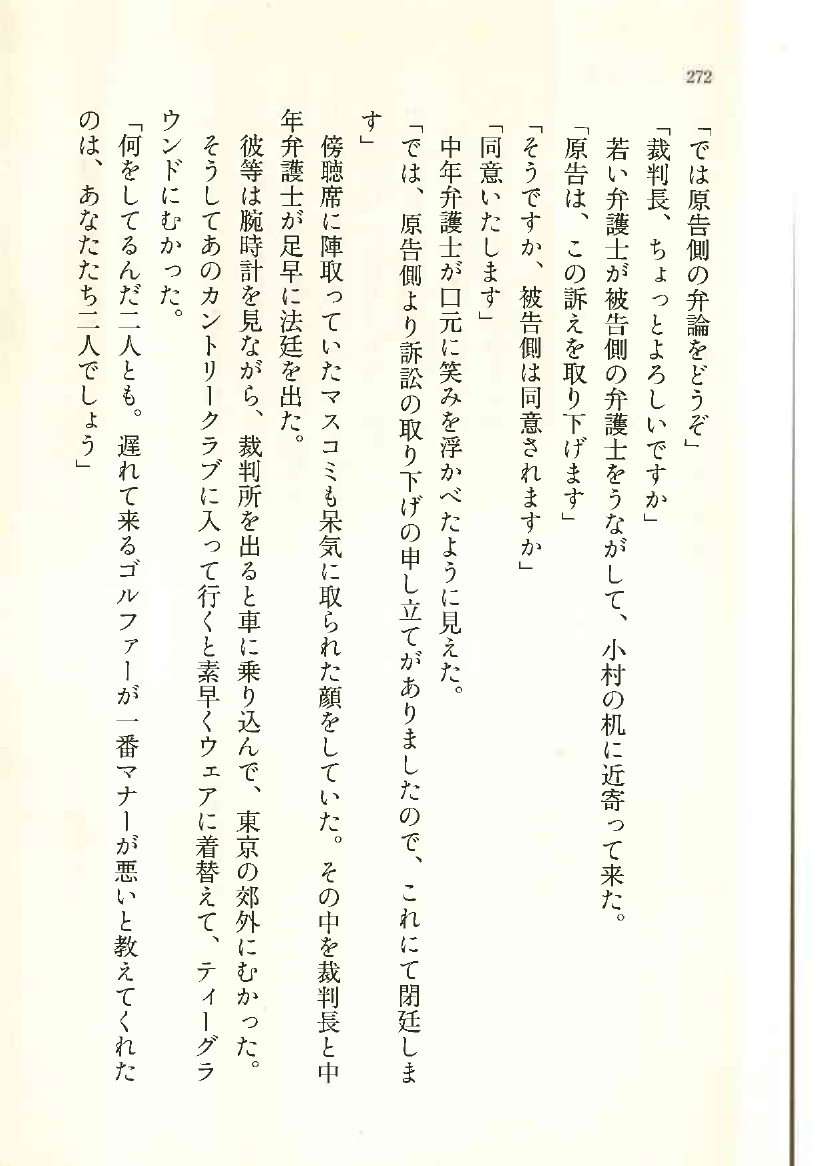 272
「では原告側の弁論をどうぞ」
「裁判長、ちょっとよろしいですか」
若い弁護士が被告側の弁護士をうながして、小村の机に近寄って来た。
「原告は、この訴えを取り下げます」
「そうですか、被告側は同意されますか」
「同意いたします」
中年弁護士が口元に笑みを浮かべたように見えた。
「では、原告側より訴訟の取り下げの申し立てがありましたので、これにて閉廷しま
す」
傍聴席に陣取っていたマスコミも呆気に取られた顔をしていた。その中を裁判長と中
年弁護士が足早に法廷を出た。
彼等は腕時計を見ながら、裁判所を出ると車に乗り込んで、東京の郊外にむかった。
そうしてあのカントリークラブに入って行くと素早くウェアに着替えて、ティーグラ
ウンドにむかった。
「何をしてるんだ二人とも。遅れて来るゴルファーが一番マナーが悪いと教えてくれた
のは、あなたたち二人でしょう」